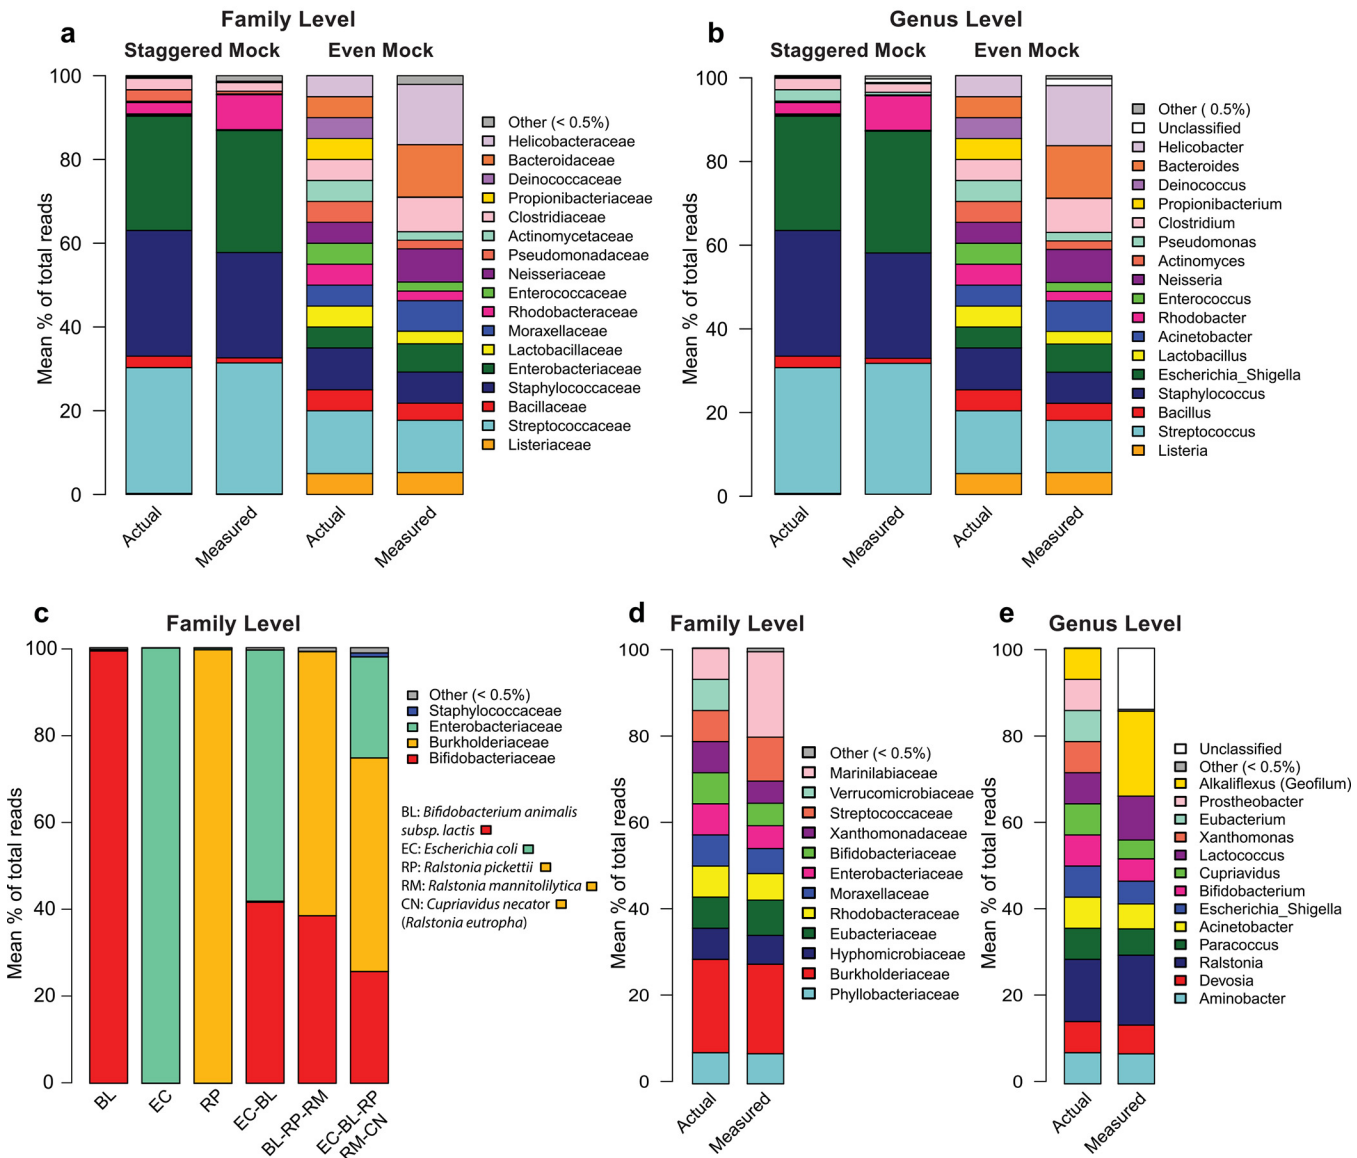 a
Family Level
Staggered Mock
Even Mock
Mean % of total reads
100
80
60
40
20
0
Actual
Measured
Actual
Measured
Other (< 0.5%)
Helicobacteraceae
Bacteroidaceae
Deinococcaceae
Propionibacteriaceae
Clostridiaceae
Actinomycetaceae
Pseudomonadaceae
Neisseriaceae
Enterococcaceae
Rhodobacteraceae
Moraxellaceae
Lactobacillaceae
Enterobacteriaceae
Staphylococcaceae
Bacillaceae
Streptococcaceae
Listeriaceae
b
Genus Level
Staggered Mock
Even Mock
Mean % of total reads
100
80
60
40
20
0
Actual
Measured
Actual
Measured
Other ( 0.5%)
Unclassified
Helicobacter
Bacteroides
Deinococcus
Propionibacterium
Clostridium
Pseudomonas
Actinomyces
Neisseria
Enterococcus
Rhodobacter
Acinetobacter
Lactobacillus
Escherichia_Shigella
Staphylococcus
Bacillus
Streptococcus
Listeria
c
Family Level
Mean % of total reads
100
80
60
40
20
0
BL
EC
RP
EC-BL
BL-RP-RM
EC-BL-RP
RM-CN
Other (< 0.5%)
Staphylococcaceae
Enterobacteriaceae
Burkholderiaceae
Bifidobacteriaceae
BL: Bifidobacterium animalis
subsp. lactis
EC: Escherichia coli
RP: Ralstonia pickettii
RM: Ralstonia mannitolilytica
CN: Cupriavidus necator
(Ralstonia eutropha)
d
Family Level
Mean % of total reads
100
80
60
40
20
0
Actual
Measured
Other (< 0.5%)
Marinilabiaceae
Verrucomicrobiaceae
Streptococcaceae
Xanthomonadaceae
Bifidobacteriaceae
Enterobacteriaceae
Moraxellaceae
Rhodobacteraceae
Eubacteriaceae
Hyphomicrobiaceae
Burkholderiaceae
Phyllobacteriaceae
e
Genus Level
Mean % of total reads
100
80
60
40
20
0
Actual
Measured
Unclassified
Other (< 0.5%)
Alkaliflexus (Geofilum)
Prostheobacter
Eubacterium
Xanthomonas
Lactococcus
Cupriavidus
Bifidobacterium
Escherichia_Shigella
Acinetobacter
Paracoccus
Ralstonia
Devosia
Aminobacter